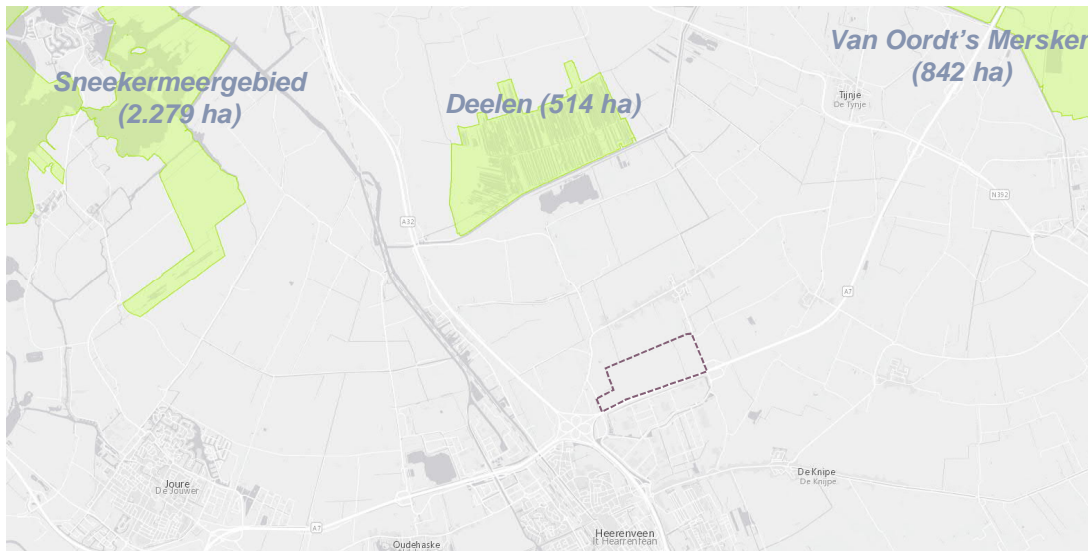 Sneekermeergebied
(2.279 ha)
Deelen (514 ha)
Van Oordt's Mersken
(842 ha)
Tijnje
De Tynje
N392
A32
A7
Joure
De Jouwer
A7
Oudehaske
De Knipe
De Knijpe
Heerenveen
It Hearrenfean